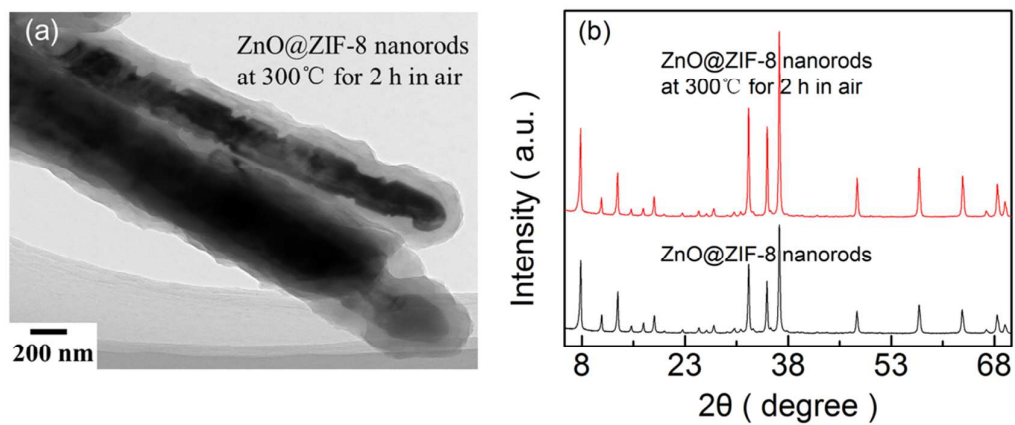 (a)
ZnO@ZIF-8 nanorods
at 300℃ for 2 h in air
200 nm
(b)
ZnO@ZIF-8 nanorods
at 300℃ for 2 h in air
ZnO@ZIF-8 nanorods
Intensity ( a.u. )
8 23 38 53 68
2θ ( degree )